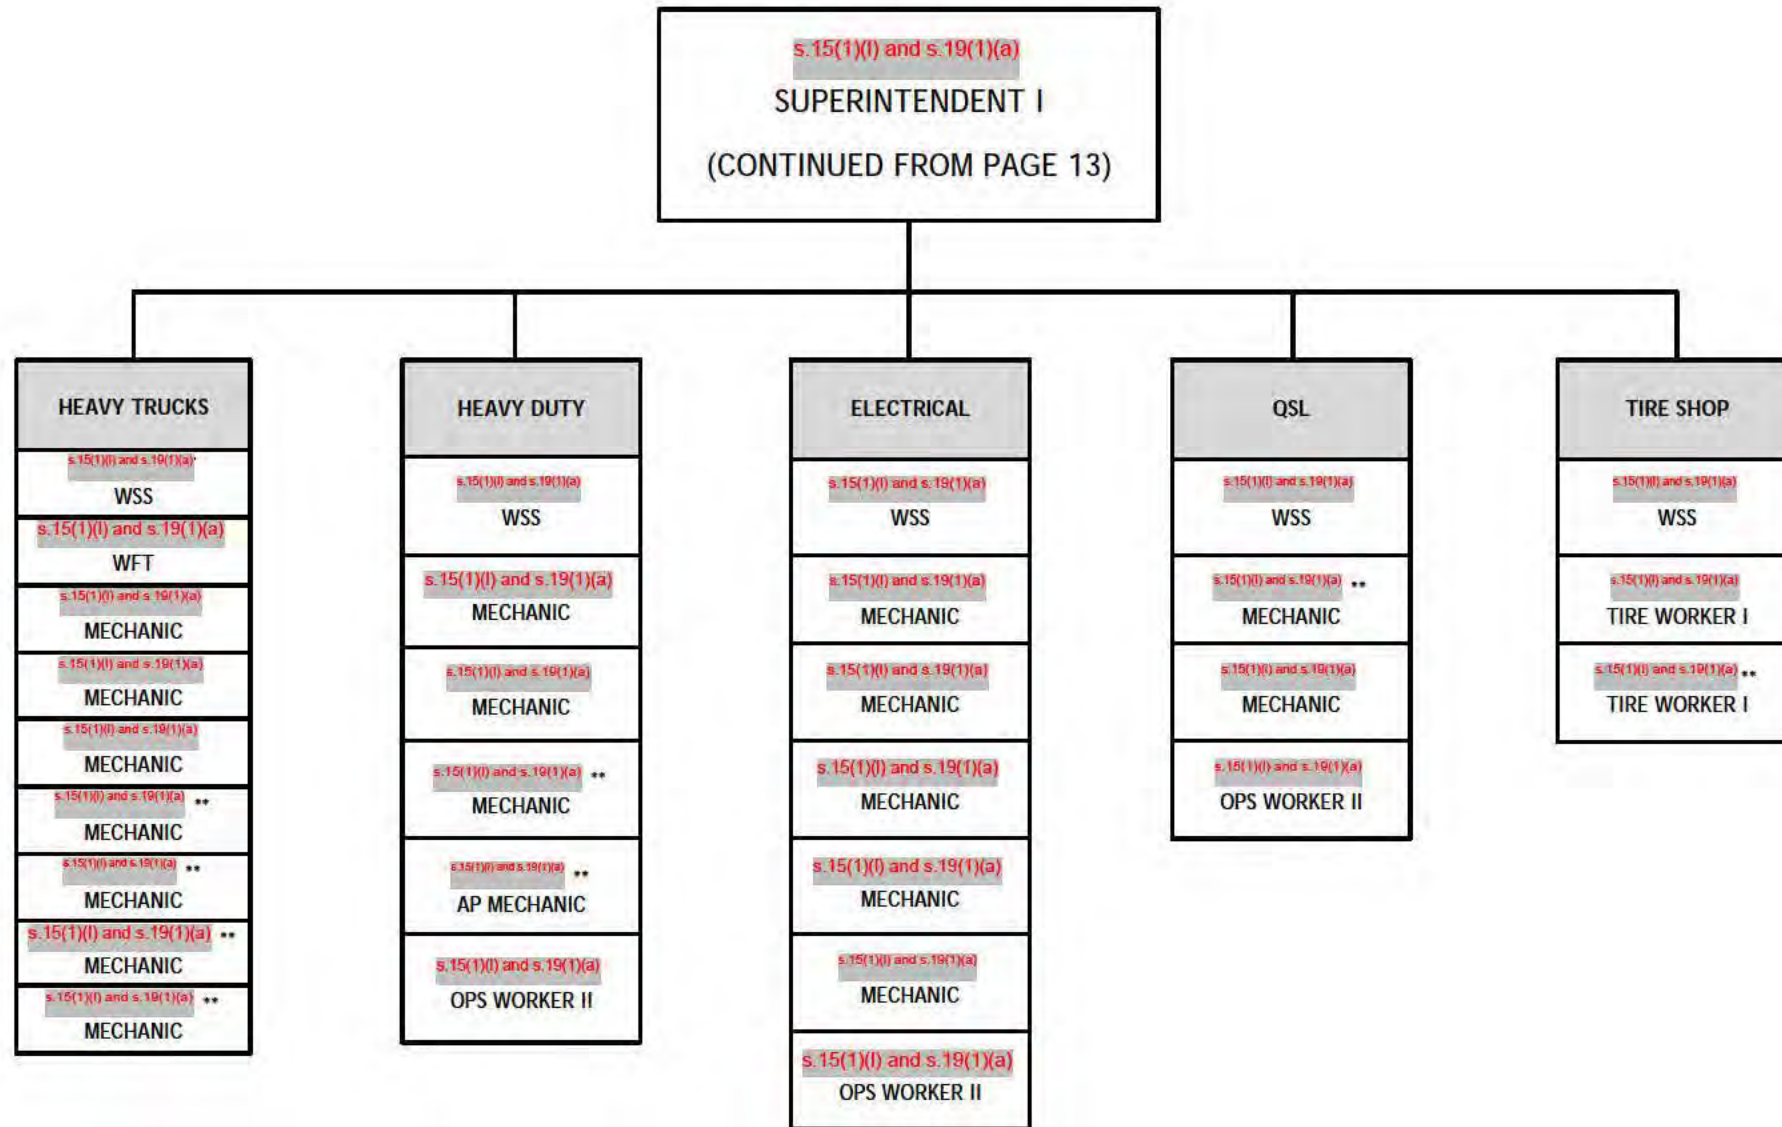 s.15(1)(l) and s.19(1)(a)
SUPERINTENDENT I
(CONTINUED FROM PAGE 13)
HEAVY TRUCKS
s.15(1)(l) and s.19(1)(a)
WSS
s.15(1)(l) and s.19(1)(a)
WFT
s.15(1)(l) and s.19(1)(a)
MECHANIC
s.15(1)(l) and s.19(1)(a)
MECHANIC
s.15(1)(l) and s.19(1)(a)
MECHANIC
s.15(1)(l) and s.19(1)(a) **
MECHANIC
s.15(1)(l) and s.19(1)(a) **
MECHANIC
s.15(1)(l) and s.19(1)(a) **
MECHANIC
s.15(1)(l) and s.19(1)(a) **
MECHANIC
HEAVY DUTY
s.15(1)(l) and s.19(1)(a)
WSS
s.15(1)(l) and s.19(1)(a)
MECHANIC
s.15(1)(l) and s.19(1)(a)
MECHANIC
s.15(1)(l) and s.19(1)(a) **
MECHANIC
s.15(1)(l) and s.19(1)(a) **
AP MECHANIC
s.15(1)(l) and s.19(1)(a)
OPS WORKER II
ELECTRICAL
s.15(1)(l) and s.19(1)(a)
WSS
s.15(1)(l) and s.19(1)(a)
MECHANIC
s.15(1)(l) and s.19(1)(a)
MECHANIC
s.15(1)(l) and s.19(1)(a)
MECHANIC
s.15(1)(l) and s.19(1)(a)
MECHANIC
s.15(1)(l) and s.19(1)(a)
MECHANIC
s.15(1)(l) and s.19(1)(a)
OPS WORKER II
QSL
s.15(1)(l) and s.19(1)(a)
WSS
s.15(1)(l) and s.19(1)(a) **
MECHANIC
s.15(1)(l) and s.19(1)(a)
MECHANIC
s.15(1)(l) and s.19(1)(a)
OPS WORKER II
TIRE SHOP
s.15(1)(l) and s.19(1)(a)
WSS
s.15(1)(l) and s.19(1)(a)
TIRE WORKER I
s.15(1)(l) and s.19(1)(a) **
TIRE WORKER I